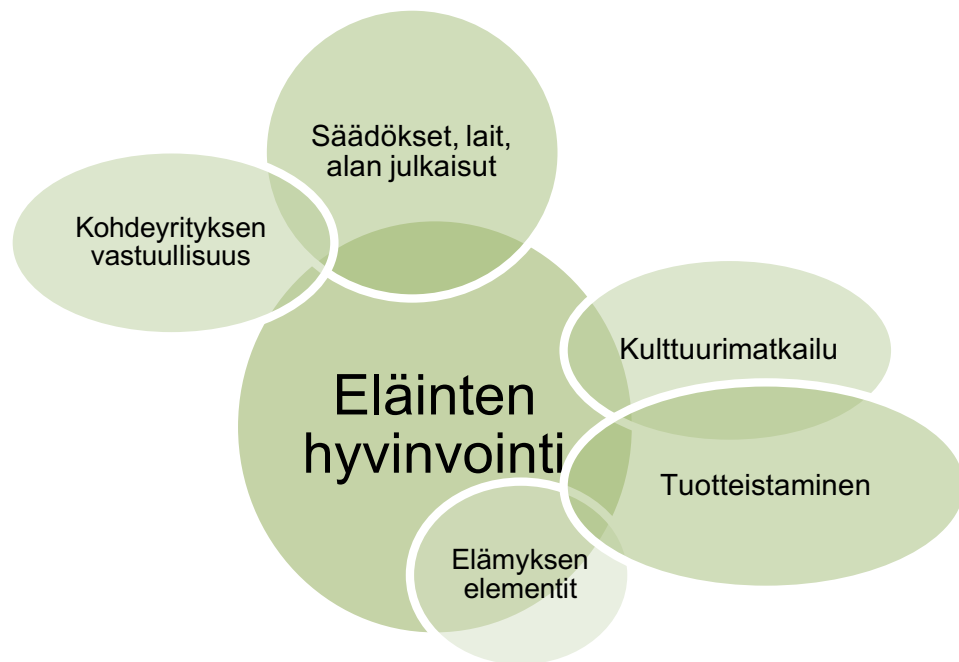 Säädökset, lait,
alan julkaisut
Kohdeyrityksen
vastuullisuus
Kulttuurimatkailu
Eläinten
hyvinvointi
Tuotteistaminen
Elämyksen
elementit